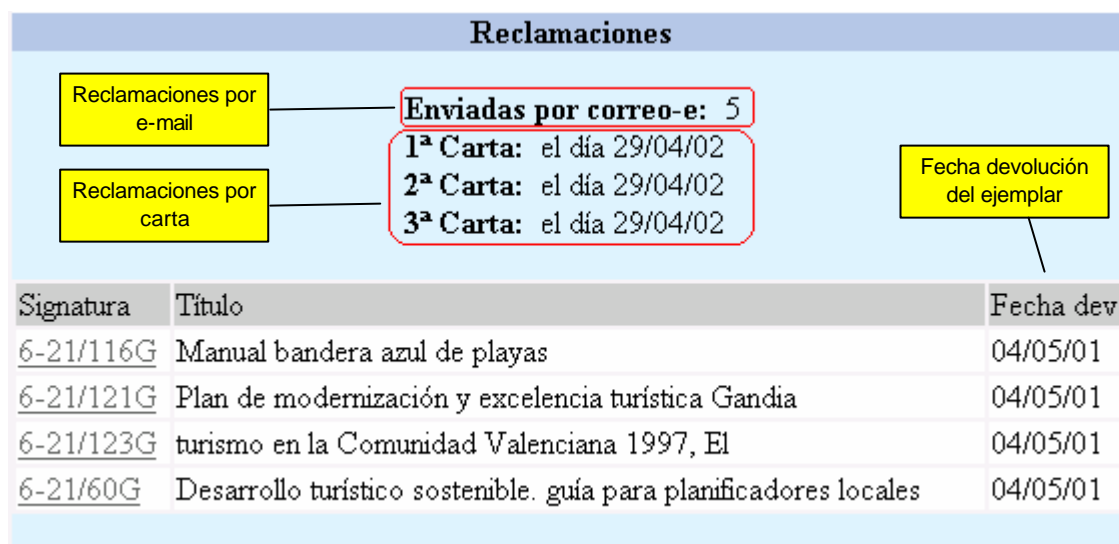 Reclamaciones
Reclamaciones por
e-mail
Enviadas por correo-e: 5
1ª Carta: el día 29/04/02
2ª Carta: el día 29/04/02
3ª Carta: el día 29/04/02
Reclamaciones por
carta
Fecha devolución
del ejemplar
Signatura Título Fecha dev
6-21/116G Manual bandera azul de playas 04/05/01
6-21/121G Plan de modernización y excelencia turística Gandia 04/05/01
6-21/123G turismo en la Comunidad Valenciana 1997, El 04/05/01
6-21/60G Desarrollo turístico sostenible. guía para planificadores locales 04/05/01